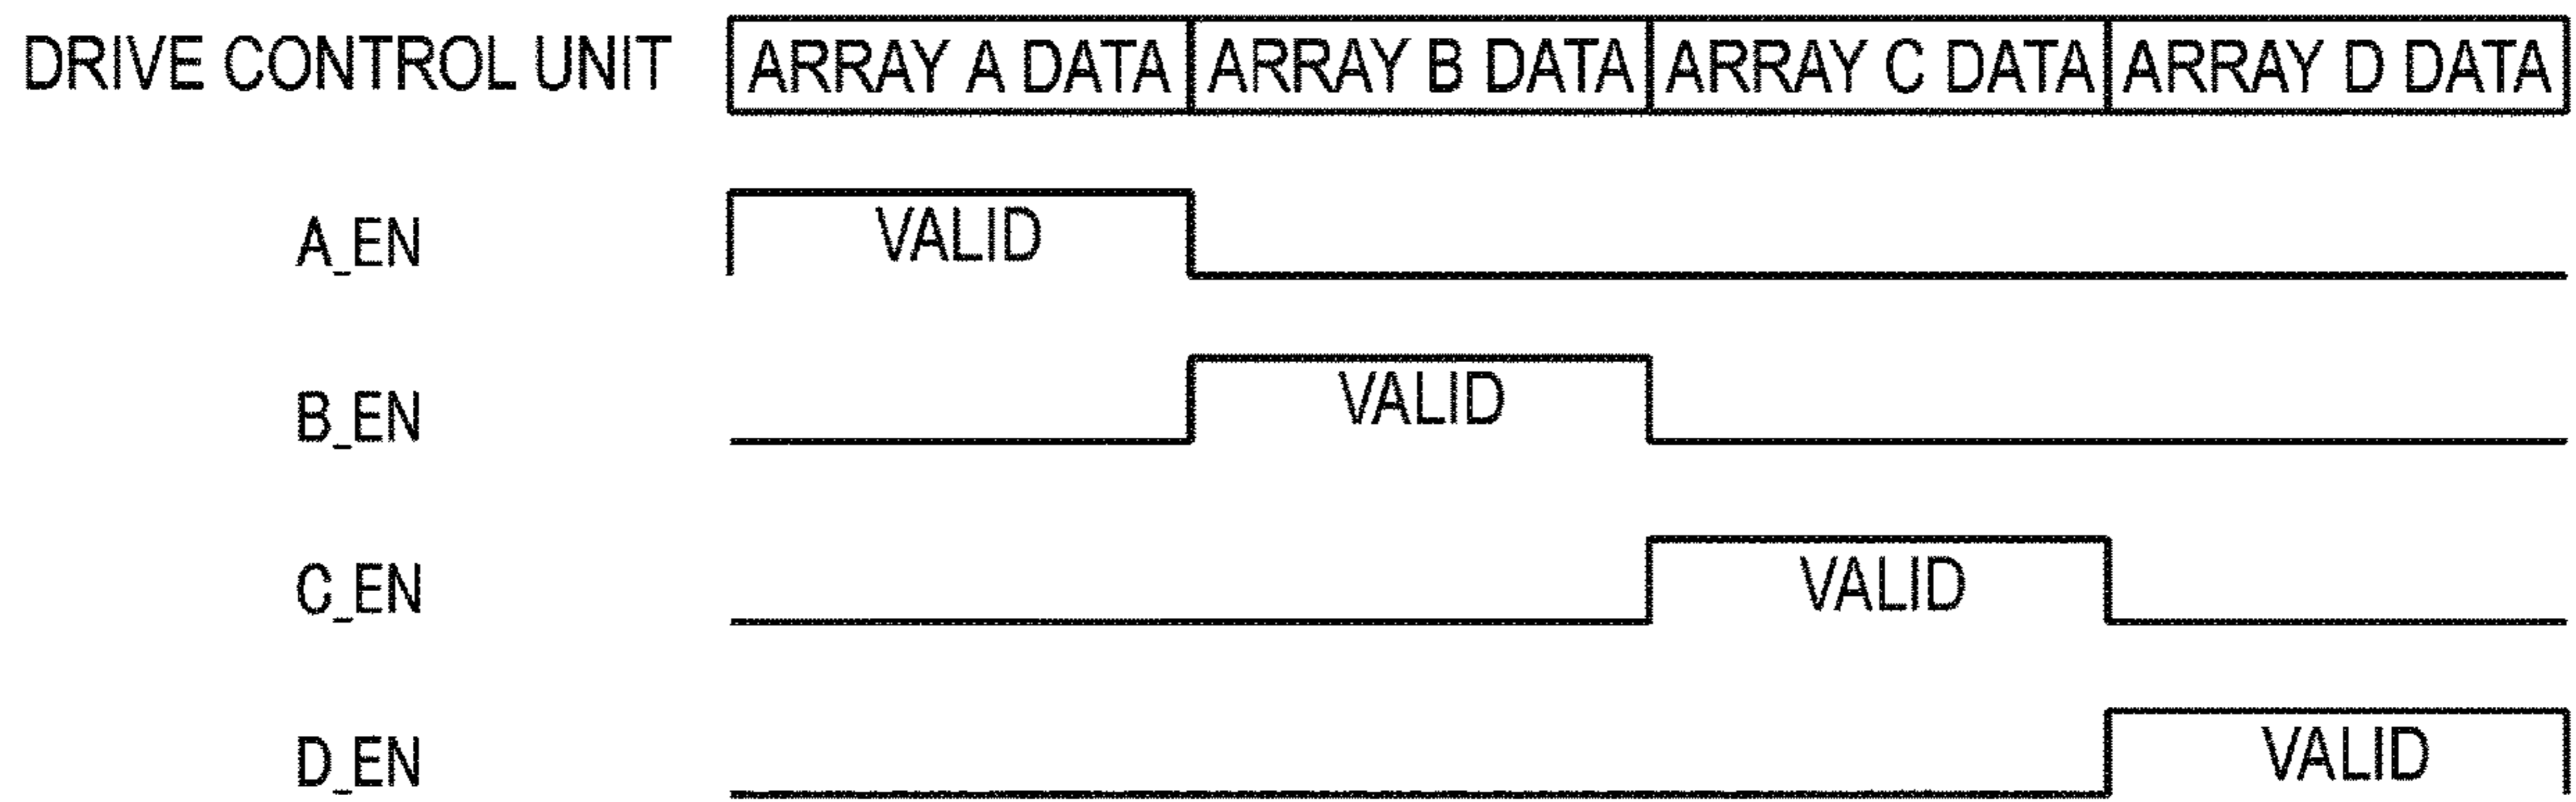 DRIVE CONTROL UNIT ARRAY A DATA ARRAY B DATA ARRAY C DATA ARRAY D DATA
A_EN VALID
B_EN VALID
C_EN VALID
D_EN VALID